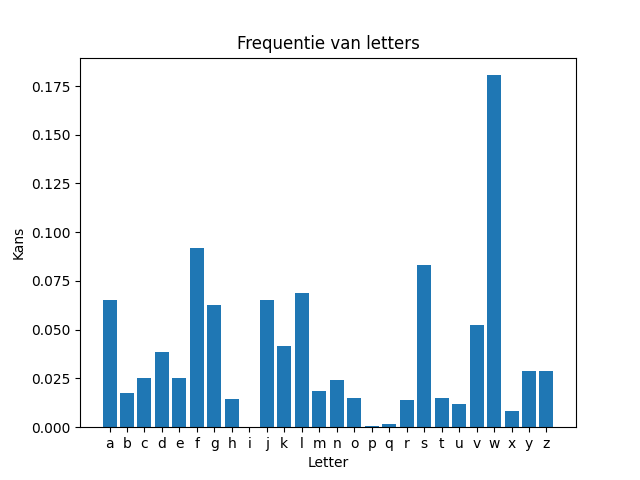 Frequentie van letters
0.175
0.150
0.125
0.100
0.075
0.050
0.025
0.000
Kans
a b c d e f g h i j k l m n o p q r s t u v w x y z
Letter